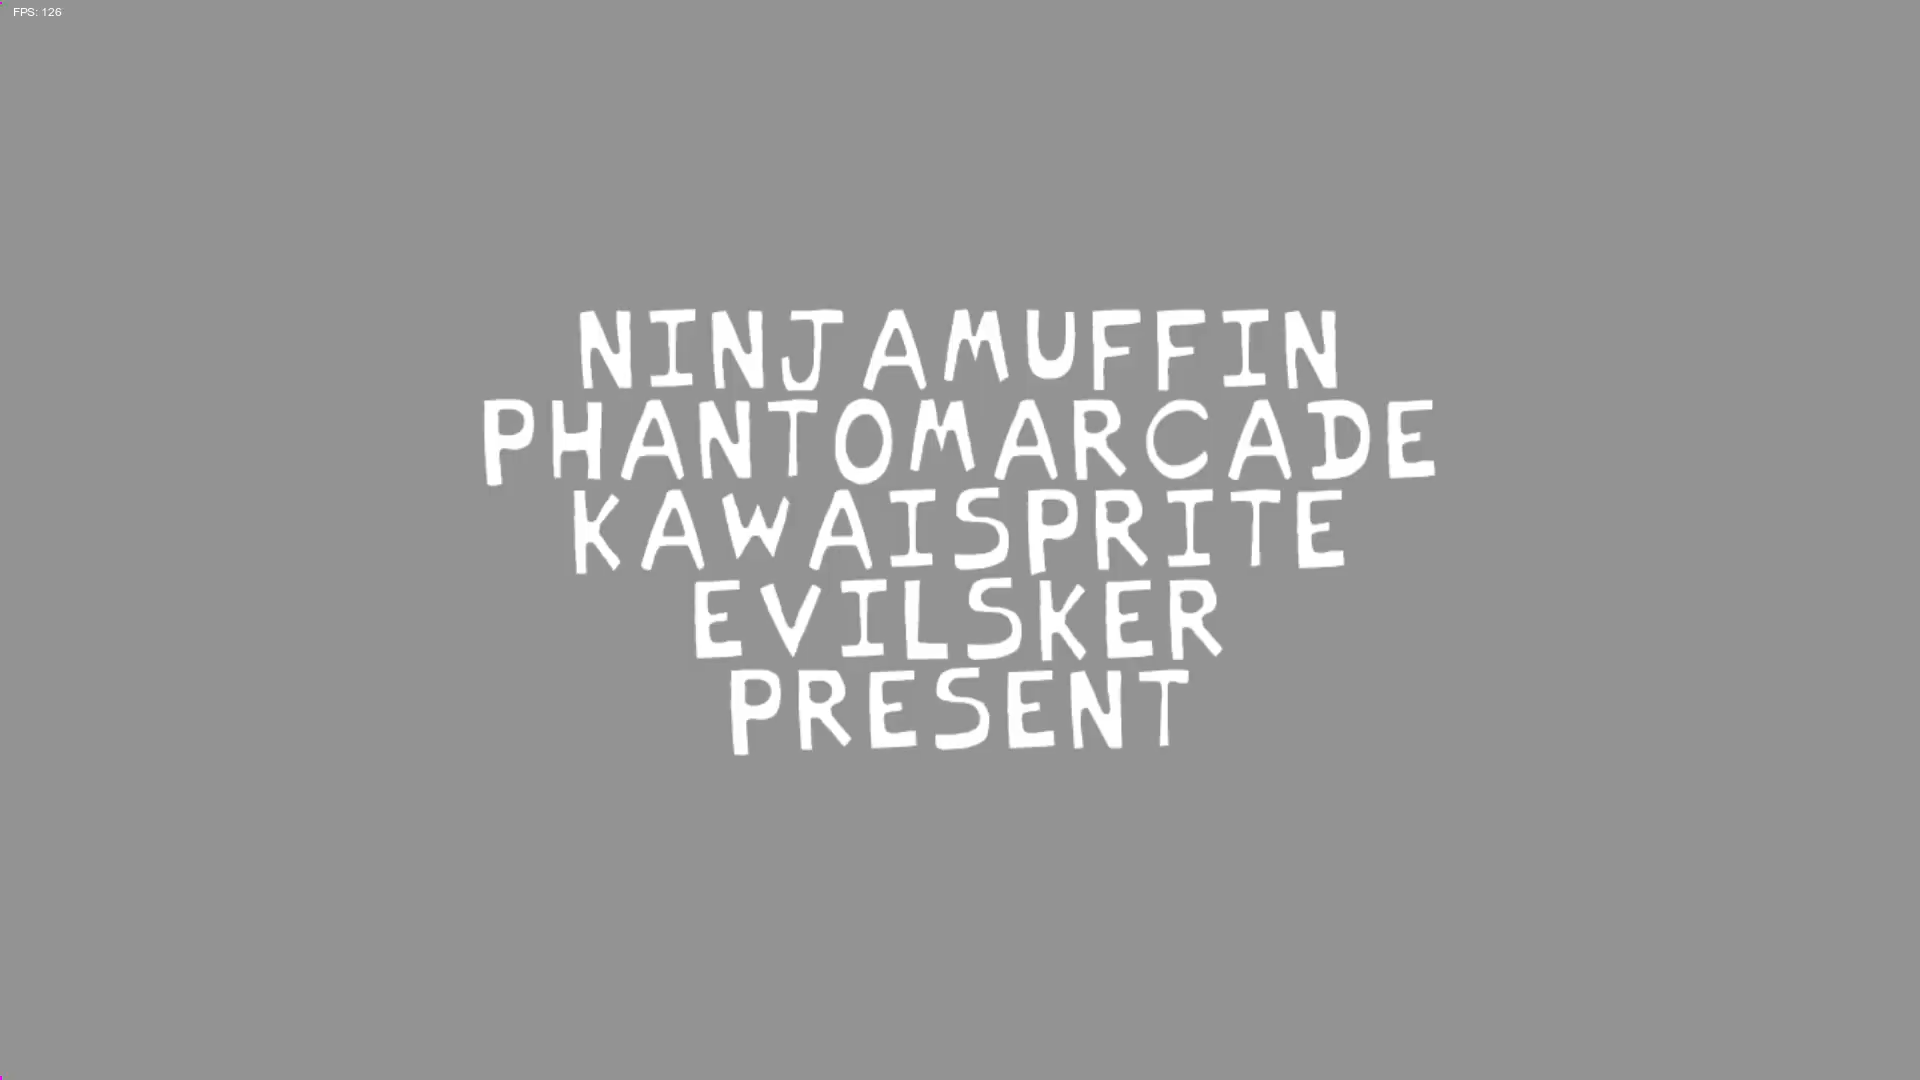 FPS: 126
NINJAMUFFIN
PHANTOMARCADE
KAWAISPRITE
EVILSKER
PRESENT